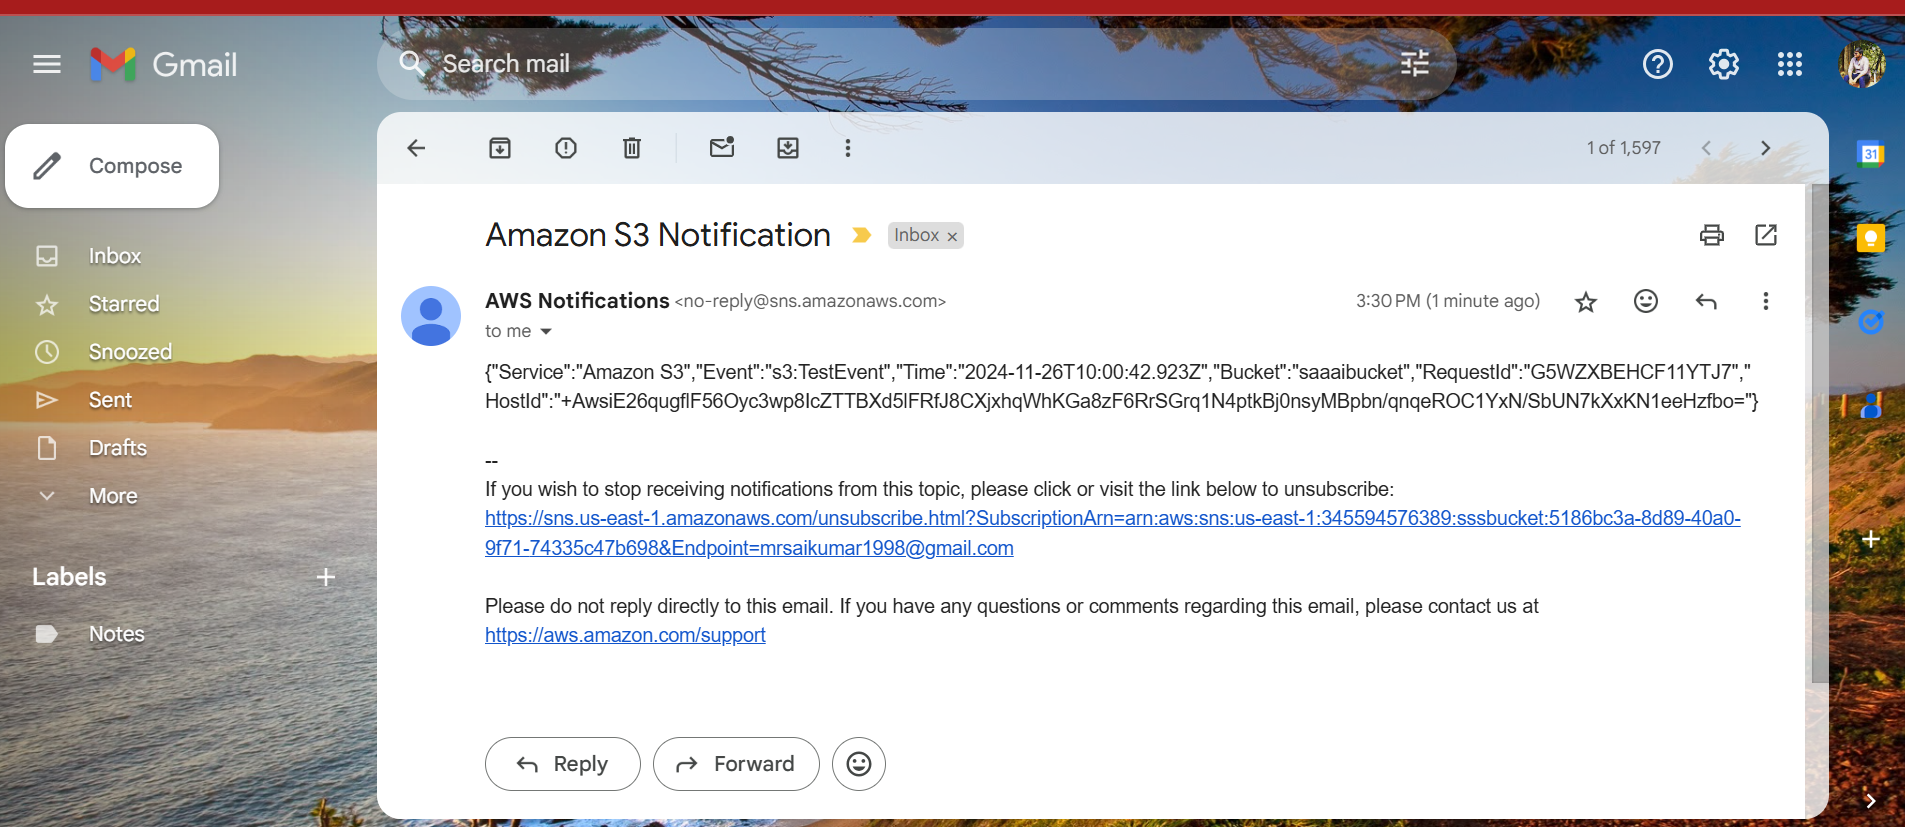 Gmail
Search mail
Compose
1 of 1,597
31
Inbox
Starred
Snoozed
Sent
Drafts
More
Labels
Notes
Amazon S3 Notification
Inbox ×
AWS Notifications <no-reply@sns.amazonaws.com>
3:30 PM (1 minute ago)
to me
{"Service":"Amazon S3","Event":"s3:TestEvent","Time":"2024-11-26T10:00:42.923Z","Bucket":"saaaibucket","RequestId":"G5WZXBEHCF11YTJ7","
HostId":"+AwsiE26qugflF56Oyc3wp8IcZTTBXd5lFRfJ8CXjxhqWhKGa8zF6RrSGrq1N4ptkBj0nsyMBpbn/qnqeROC1YxN/SbUN7kXxKN1eeHzfbo="}
--
If you wish to stop receiving notifications from this topic, please click or visit the link below to unsubscribe:
https://sns.us-east-1.amazonaws.com/unsubscribe.html?SubscriptionArn=arn:aws:sns:us-east-1:345594576389:sssbucket:5186bc3a-8d89-40a0-
9f71-74335c47b698&Endpoint=mrsaikumar1998@gmail.com
Please do not reply directly to this email. If you have any questions or comments regarding this email, please contact us at
https://aws.amazon.com/support
Reply
Forward